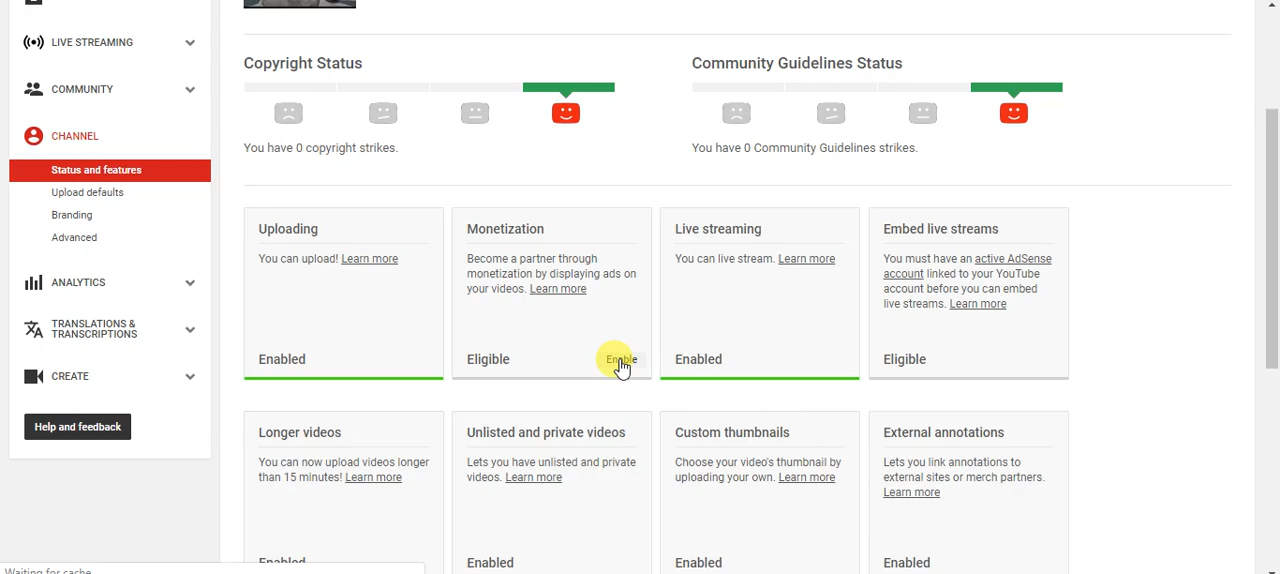 LIVE STREAMING
COMMUNITY
CHANNEL
Status and features
Upload defaults
Branding
Advanced
ANALYTICS
TRANSLATIONS &
TRANSCRIPTIONS
CREATE
Help and feedback
Copyright Status
You have 0 copyright strikes.
Community Guidelines Status
You have 0 Community Guidelines strikes.
Uploading
You can upload! Learn more
Enabled
Monetization
Become a partner through
monetization by displaying ads on
your videos. Learn more
Eligible
Enable
Live streaming
You can live stream. Learn more
Enabled
Embed live streams
You must have an active AdSense
account linked to your YouTube
account before you can embed
live streams. Learn more
Eligible
Longer videos
You can now upload videos longer
than 15 minutes! Learn more
Enabled
Unlisted and private videos
Lets you have unlisted and private
videos. Learn more
Enabled
Custom thumbnails
Choose your video's thumbnail by
uploading your own. Learn more
Enabled
External annotations
Lets you link annotations to
external sites or merch partners.
Learn more
Enabled
Waiting for cache